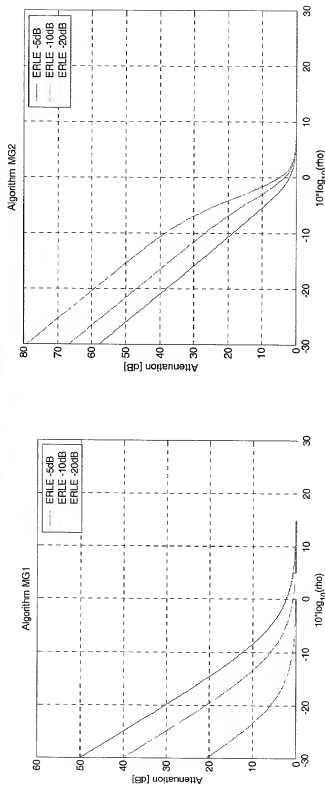 Algorithm MG1
ERLE -5dB
ERLE -10dB
ERLE -20dB
60
50
40
30
20
10
0
Attenuation [dB]
-30
-20
-10
0
10
20
30
10*log10(rho)
Algorithm MG2
ERLE -5dB
ERLE -10dB
ERLE -20dB
80
70
60
50
40
30
20
10
0
Attenuation [dB]
-30
-20
-10
0
10
20
30
10*log10(rho)